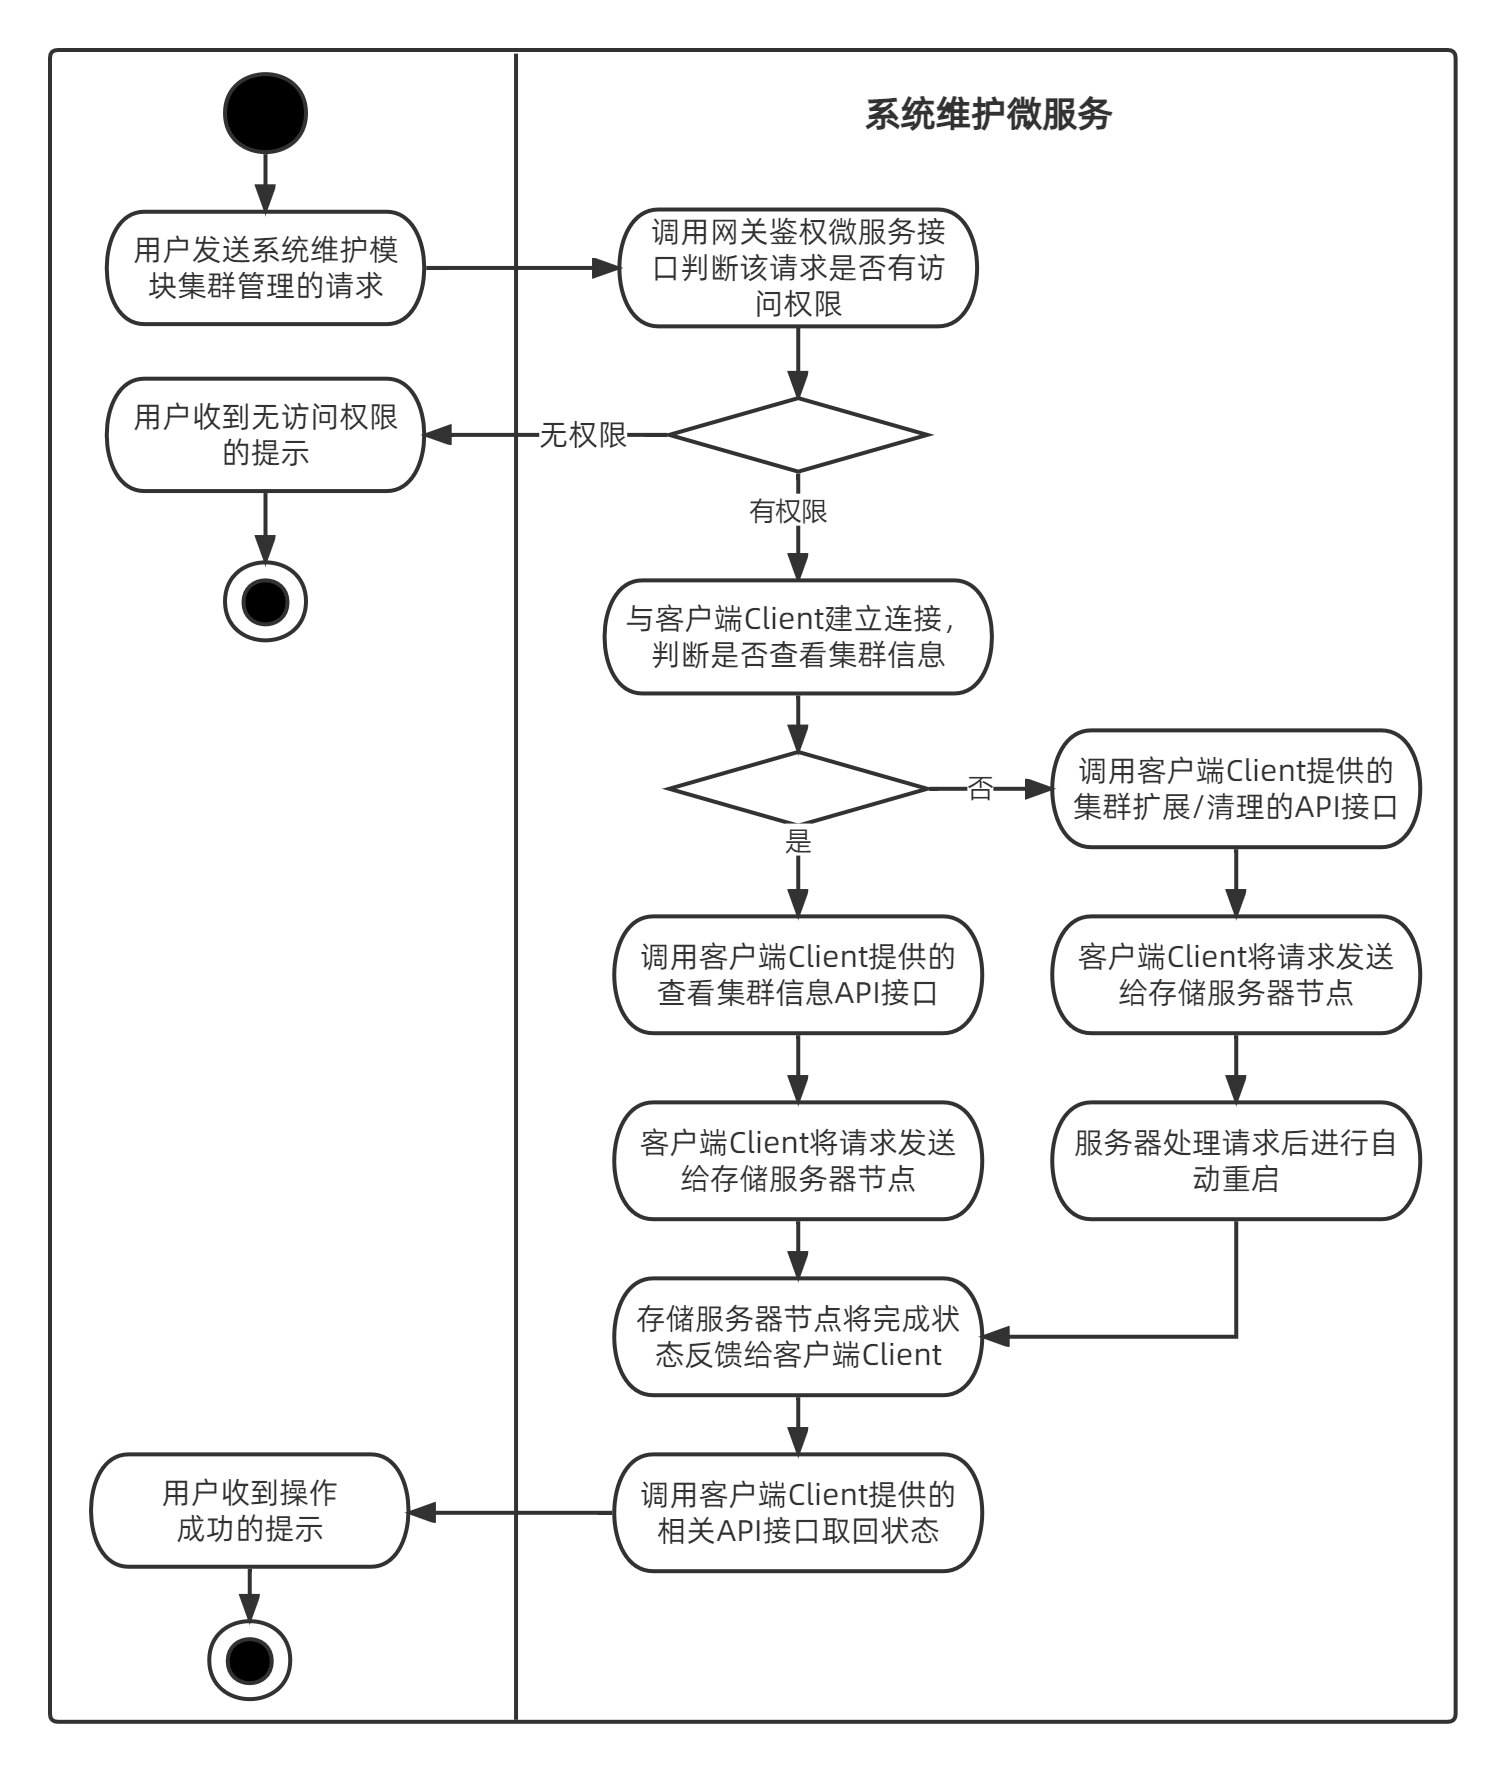 系统维护微服务
用户发送系统维护模
块集群管理的请求
调用网关鉴权微服务接
口判断该请求是否有访
问权限
用户收到无访问权限
的提示
无权限
有权限
与客户端Client建立连接，
判断是否查看集群信息
否
调用客户端Client提供的
集群扩展/清理的API接口
是
调用客户端Client提供的
查看集群信息API接口
客户端Client将请求发送
给存储服务器节点
客户端Client将请求发送
给存储服务器节点
服务器处理请求后进行自
动重启
存储服务器节点将完成状
态反馈给客户端Client
用户收到操作
成功的提示
调用客户端Client提供的
相关API接口取回状态